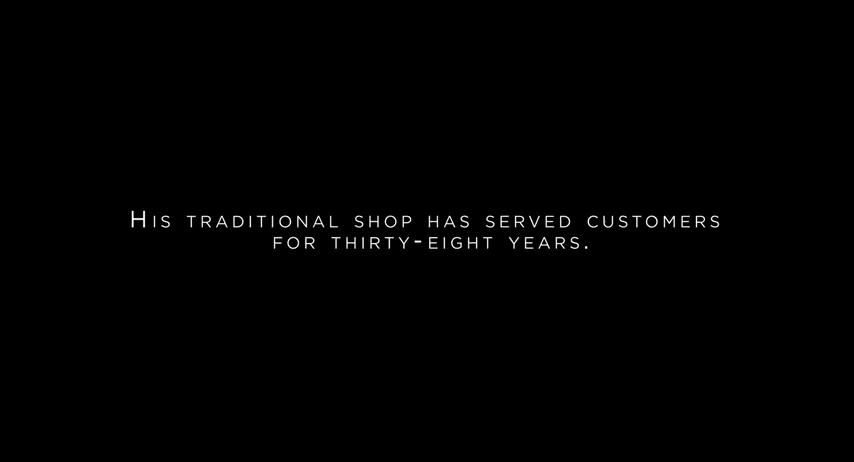 His traditional shop has served customers
for thirty-eight years.